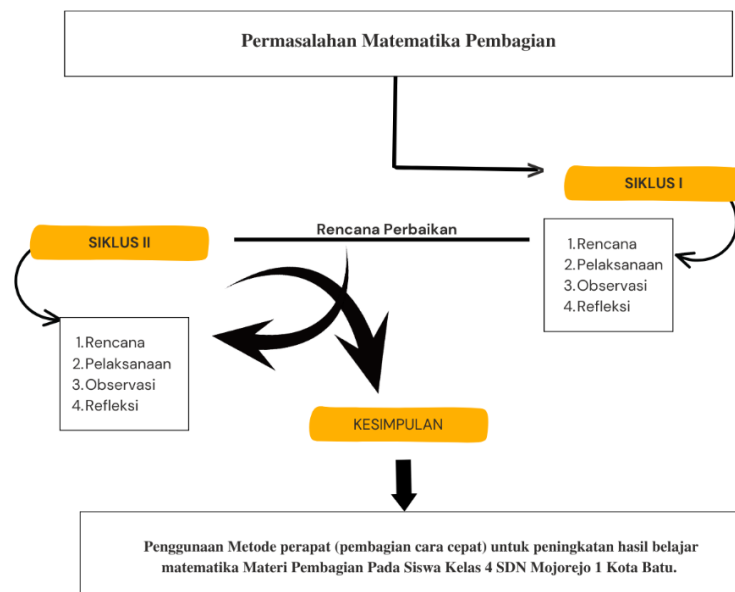 Permasalahan Matematika Pembagian
SIKLUS I
Rencana Perbaikan
1.Rencana
2.Pelaksanaan
3.Observasi
4.Refleksi
SIKLUS II
1.Rencana
2.Pelaksanaan
3.Observasi
4.Refleksi
KESIMPULAN
Penggunaan Metode perapat (pembagian cara cepat) untuk peningkatan hasil belajar
matematika Materi Pembagian Pada Siswa Kelas 4 SDN Mojorejo 1 Kota Batu.